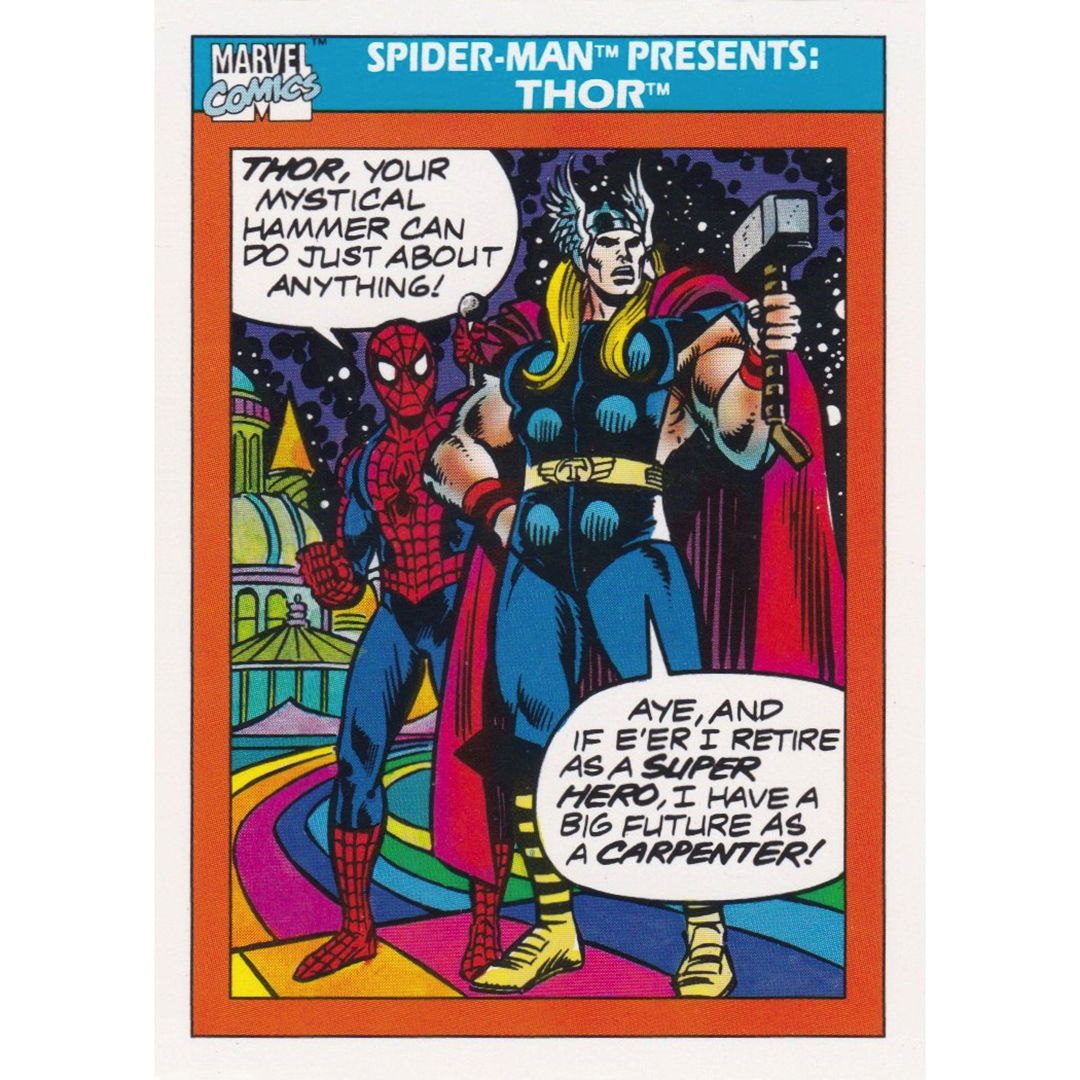 MARVEL™
COMICS
SPIDER-MAN™ PRESENTS:
THOR™
THOR, YOUR
MYSTICAL
HAMMER CAN
DO JUST ABOUT
ANYTHING!
T
AYE, AND
IF E'ER I RETIRE
AS A SUPER
HERO, I HAVE A
BIG FUTURE AS
A CARPENTER!